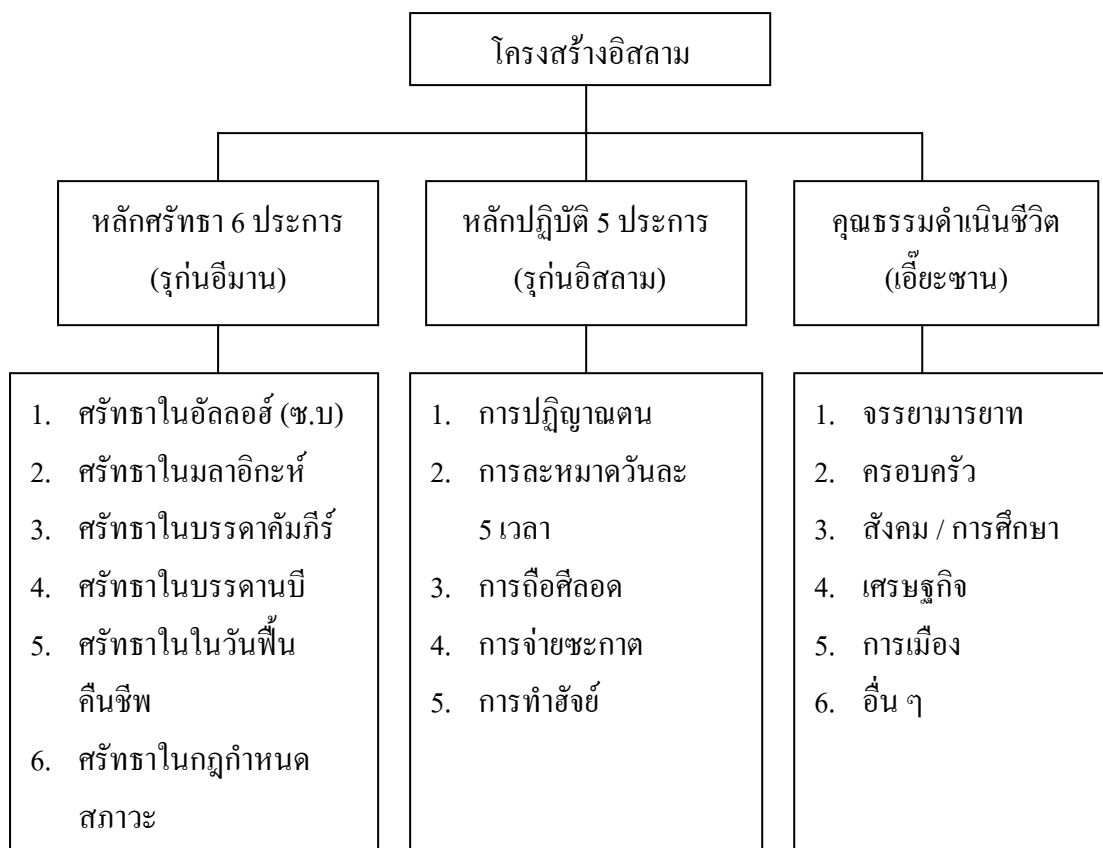 โครงสร้างอิสลาม
หลักศรัทธา 6 ประการ
(รุก่นอีมาน)
หลักปฏิบัติ 5 ประการ
(รุก่นอิสลาม)
คุณธรรมดำเนินชีวิต
(เอี๊ยะซาน)
1. ศรัทธาในอัลลอฮ์ (ซ.บ)
2. ศรัทธาในมลาอิกะห์
3. ศรัทธาในบรรดาคัมภีร์
4. ศรัทธาในบรรดานบี
5. ศรัทธาในในวันฟื้น
คืนชีพ
6. ศรัทธาในกฎกำหนด
สภาวะ
1. การปฏิญาณตน
2. การละหมาดวันละ
5 เวลา
3. การถือศีลอด
4. การจ่ายซะกาต
5. การทำฮัจย์
1. จรรยามารยาท
2. ครอบครัว
3. สังคม / การศึกษา
4. เศรษฐกิจ
5. การเมือง
6. อื่น ๆ